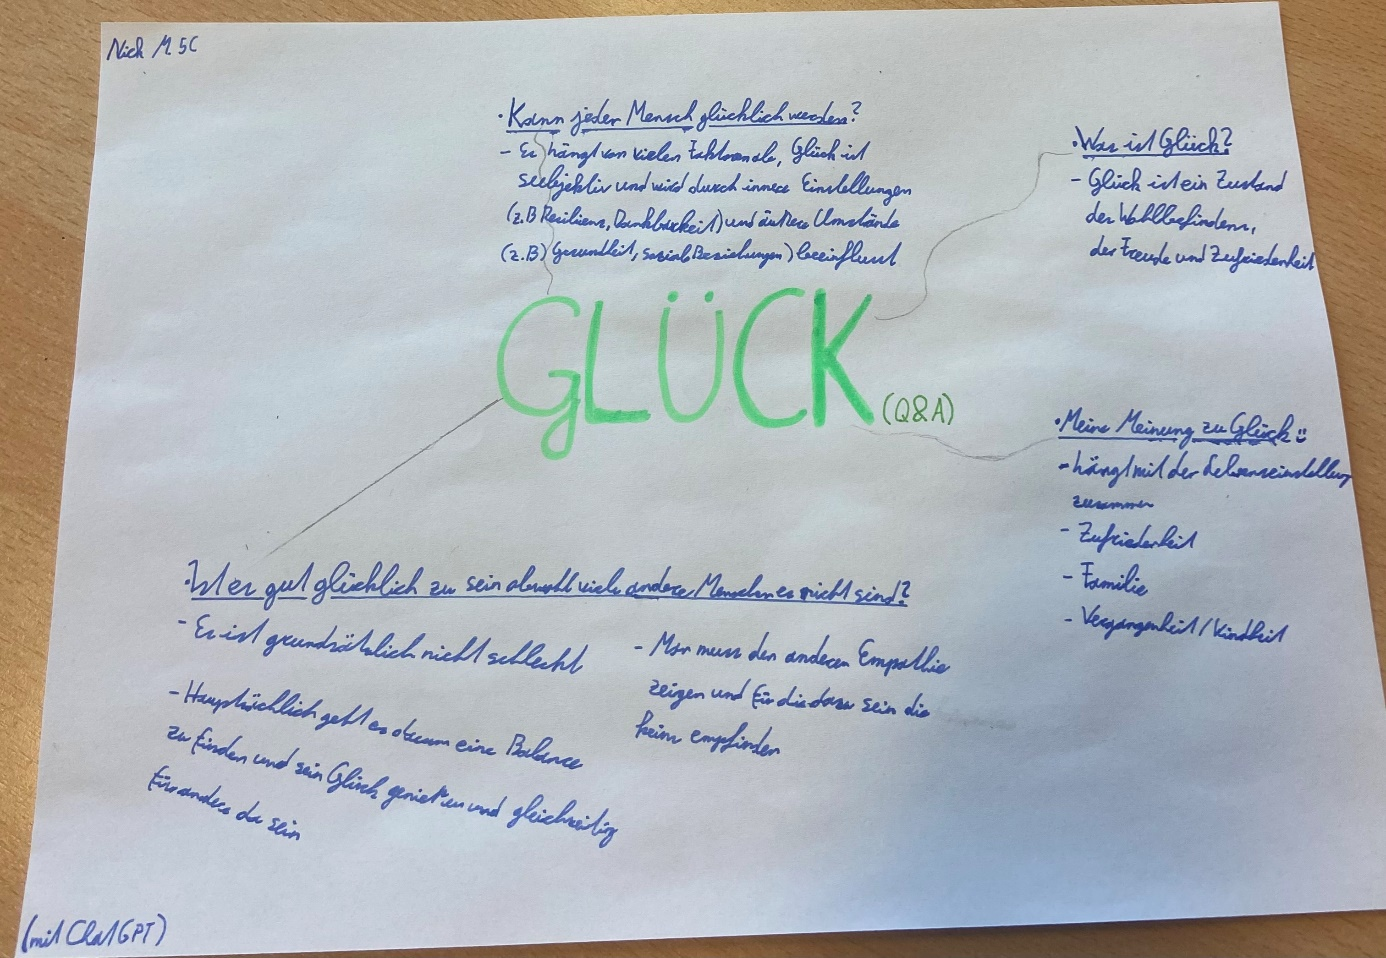 Nick M. 5C
• Kann jeder Mensch glücklich werden?
- Es hängt von vielen Faktoren ab, Glück ist
subjektiv und wird durch innere Einstellungen
(z.B Resilienz, Dankbarkeit) und äußere Umstände
(z.B) Gesundheit, soziale Beziehungen) beeinflusst
• Was ist Glück?
- Glück ist ein Zustand
des Wohlbefindens,
der Freude und Zufriedenheit
GLÜCK
(Q&A)
• Meine Meinung zu Glück :
- hängt mit der Lebenseinstellung
zusammen
- Zufriedenheit
- Familie
- Vergangenheit / Kindheit
• Ist es gut glücklich zu sein obwohl viele andere Menschen es nicht sind?
- Es ist grundsätzlich nicht schlecht
- Hauptsächlich geht es darum eine Balance
zu finden und sein Glück genießen und gleichzeitig
für andere da sein
- Man muss den anderen Empathie
zeigen und für die da zu sein die
keins empfinden
(mit ChatGPT)